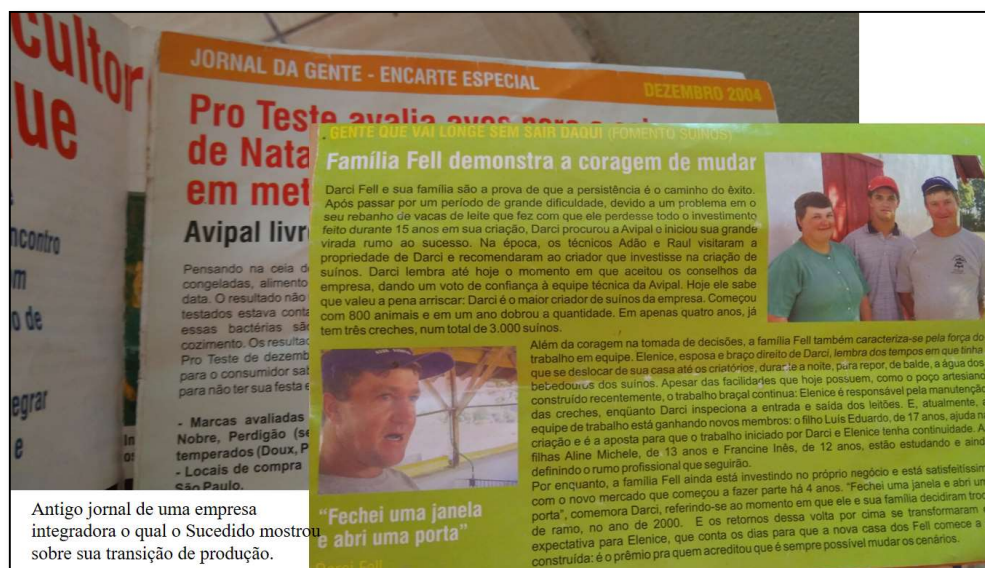 cultor
ue
ncontro
m
o de
egrar
e
JORNAL DA GENTE - ENCARTE ESPECIAL
DEZEMBRO 2004
Pro Teste avalia aves para a
de Nata
em met
Avipal livr
Pensando na ceia d
congeladas, alimento
data. O resultado não
testados estava conta
essas bactérias sã
cozimento. Os resultad
Pro Teste de dezemb
para o consumidor sab
para não ter sua festa e
- Marcas avaliadas
Nobre, Perdigão (se
temperados (Doux, P
- Locais de compra
São Paulo.
GENTE QUE VAI LONGE SEM SAIR DAQUI (FOMENTO SUÍNOS)
Família Fell demonstra a coragem de mudar
Darci Fell e sua família são a prova de que a persistência é o caminho do êxito.
Após passar por um período de grande dificuldade, devido a um problema em o
seu rebanho de vacas de leite que fez com que ele perdesse todo o investimento
feito durante 15 anos em sua criação, Darci procurou a Avipal e iniciou sua grande
virada rumo ao sucesso. Na época, os técnicos Adão e Raul visitaram a
propriedade de Darci e recomendaram ao criador que investisse na criação de
suínos. Darci lembra até hoje o momento em que aceitou os conselhos da
empresa, dando um voto de confiança à equipe técnica da Avipal. Hoje ele sabe
que valeu a pena arriscar: Darci é o maior criador de suínos da empresa. Começou
com 800 animais e em um ano dobrou a quantidade. Em apenas quatro anos, já
tem três creches, num total de 3.000 suínos.
Além da coragem na tomada de decisões, a família Fell também caracteriza-se pela força do
trabalho em equipe. Elenice, esposa e braço direito de Darci, lembra dos tempos em que tinha
que se deslocar de sua casa até os criatórios, durante a noite, para repor, de balde, a água dos
bebedouros dos suínos. Apesar das facilidades que hoje possuem, como o poço artesiano
construído recentemente, o trabalho braçal continua: Elenice é responsável pela manutenção
das creches, enqüanto Darci inspeciona a entrada e saída dos leitões. E, atualmente, a
equipe de trabalho está ganhando novos membros: o filho Luís Eduardo, de 17 anos, ajuda na
criação e é a aposta para que o trabalho iniciado por Darci e Elenice tenha continuidade. A
filhas Aline Michele, de 13 anos e Francine Inês, de 12 anos, estão estudando e aind
definindo o rumo profissional que seguirão.
Por enquanto, a família Fell ainda está investindo no próprio negócio e está satisfeitíssim
com o novo mercado que começou a fazer parte há 4 anos. "Fechei uma janela e abri um
porta", comemora Darci, referindo-se ao momento em que ele e sua família decidiram troc
de ramo, no ano de 2000. E os retornos dessa volta por cima se transformaram e
expectativa para Elenice, que conta os dias para que a nova casa dos Fell comece a
construída: é o prêmio pra quem acreditou que é sempre possível mudar os cenários.
"Fechei uma janela
e abri uma porta"
Darci Fell
Antigo jornal de uma empresa
integradora o qual o Sucedido mostrou
sobre sua transição de produção.